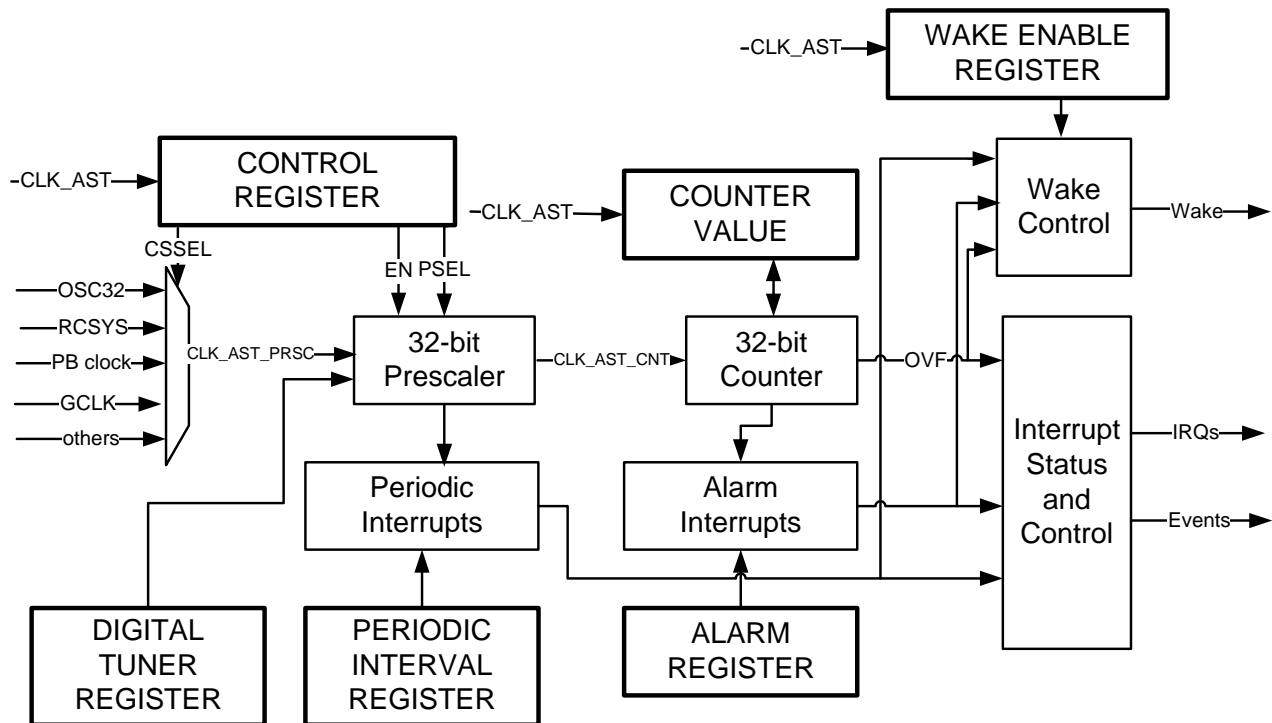 CLK_AST
WAKE ENABLE
REGISTER
CLK_AST
CONTROL
REGISTER
CLK_AST
COUNTER
VALUE
Wake
Control
Wake
CSSEL
EN
PSEL
OSC32
RCSYS
PB clock
GCLK
others
CLK_AST_PRSC
32-bit
Prescaler
CLK_AST_CNT
32-bit
Counter
OVF
Interrupt
Status
and
Control
IRQs
Events
Periodic
Interrupts
Alarm
Interrupts
DIGITAL
TUNER
REGISTER
PERIODIC
INTERVAL
REGISTER
ALARM
REGISTER